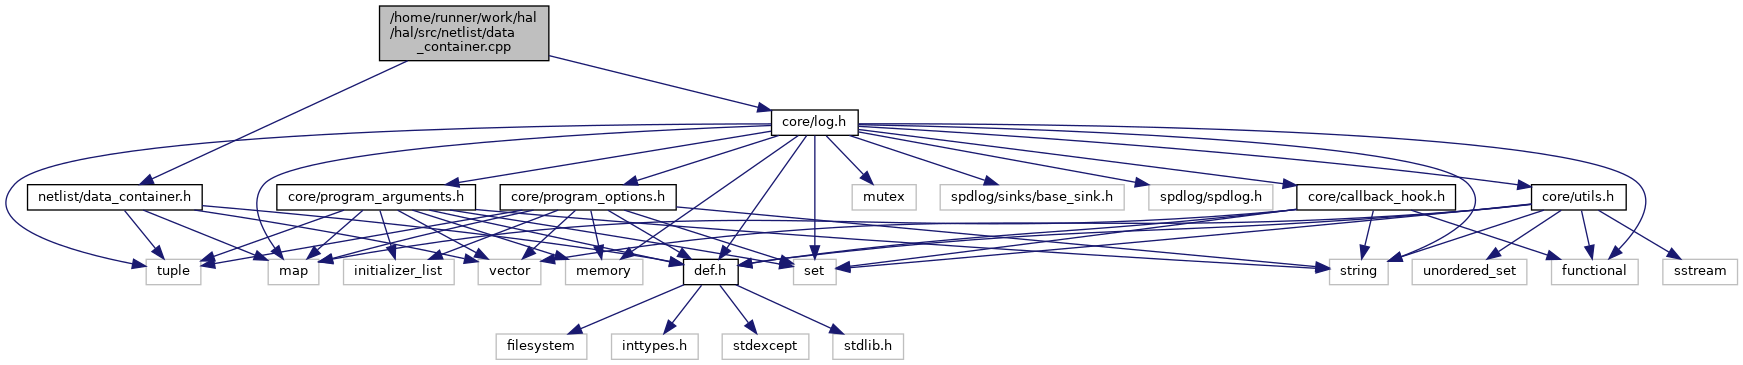 /home/runner/work/hal
/hal/src/netlist/data
_container.cpp
core/log.h
netlist/data_container.h
core/program_arguments.h
core/program_options.h
mutex
spdlog/sinks/base_sink.h
spdlog/spdlog.h
core/callback_hook.h
core/utils.h
tuple
map
initializer_list
vector
memory
def.h
set
string
unordered_set
functional
sstream
filesystem
inttypes.h
stdexcept
stdlib.h